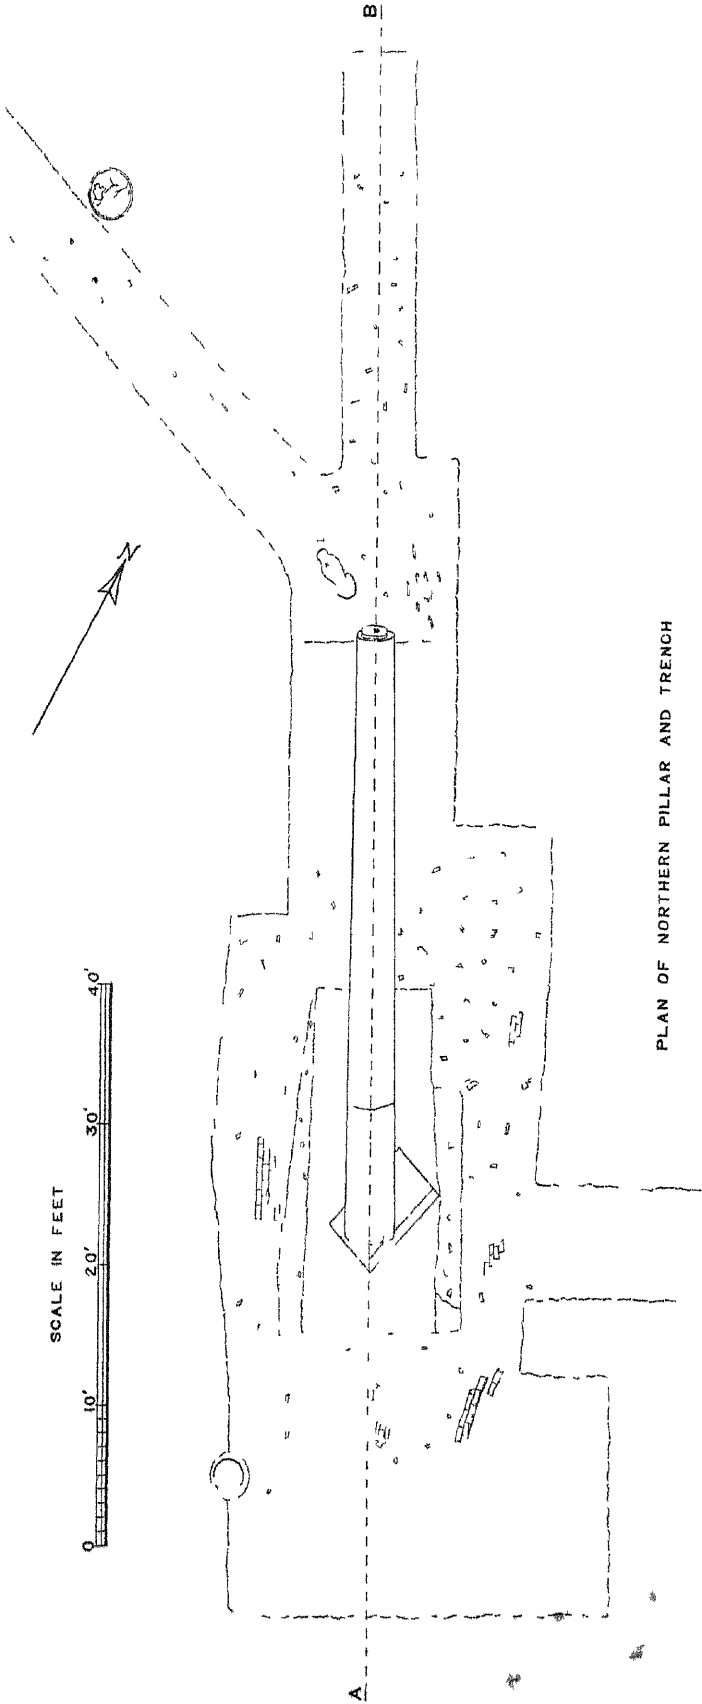 SCALE IN FEET
0 10' 20' 30' 40'
N
A
B
PLAN OF NORTHERN PILLAR AND TRENCH